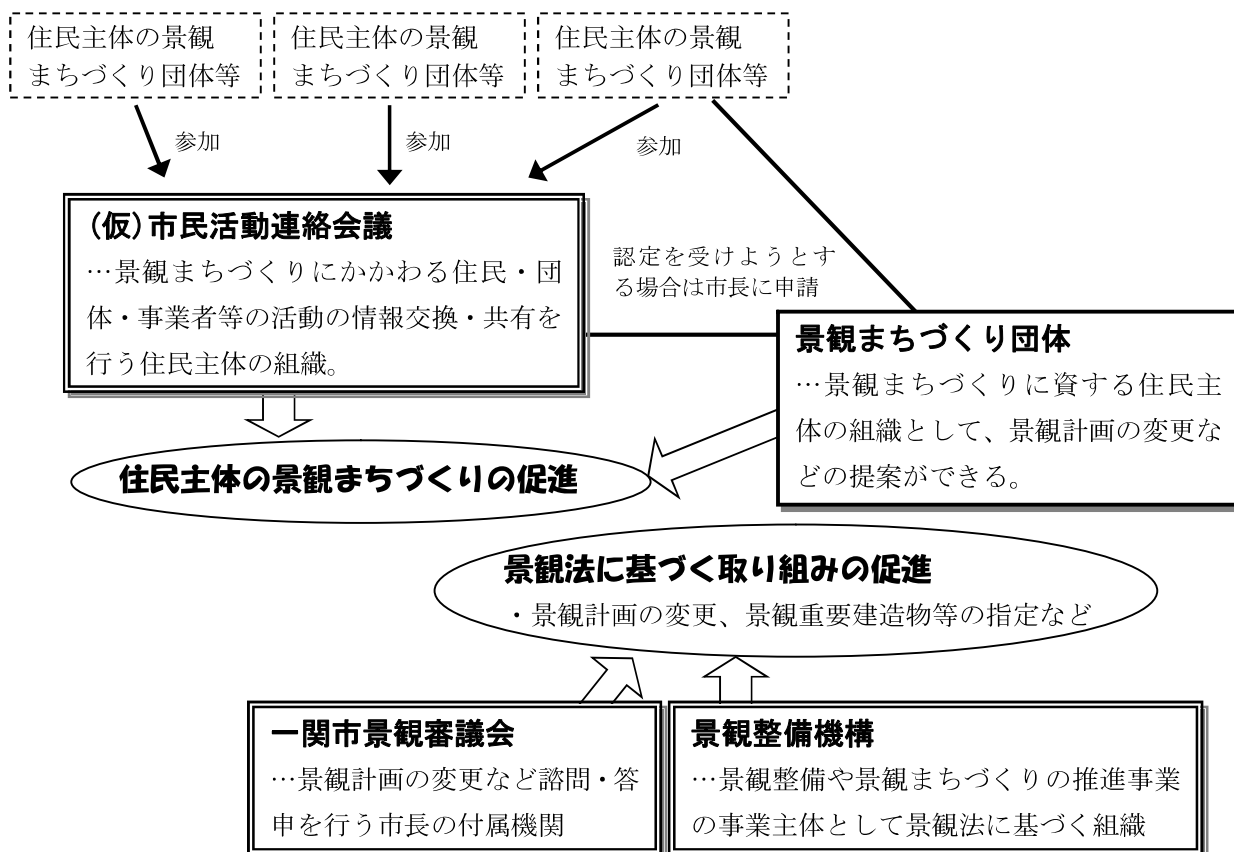 住民主体の景観
まちづくり団体等
住民主体の景観
まちづくり団体等
住民主体の景観
まちづくり団体等
参加
参加
参加
(仮)市民活動連絡会議
…景観まちづくりにかかわる住民・団
体・事業者等の活動の情報交換・共有を
行う住民主体の組織。
認定を受けようとす
る場合は市長に申請
景観まちづくり団体
…景観まちづくりに資する住民主
体の組織として、景観計画の変更な
どの提案ができる。
住民主体の景観まちづくりの促進
景観法に基づく取り組みの促進
・景観計画の変更、景観重要建造物等の指定など
一関市景観審議会
…景観計画の変更など諮問・答
申を行う市長の付属機関
景観整備機構
…景観整備や景観まちづくりの推進事業
の事業主体として景観法に基づく組織